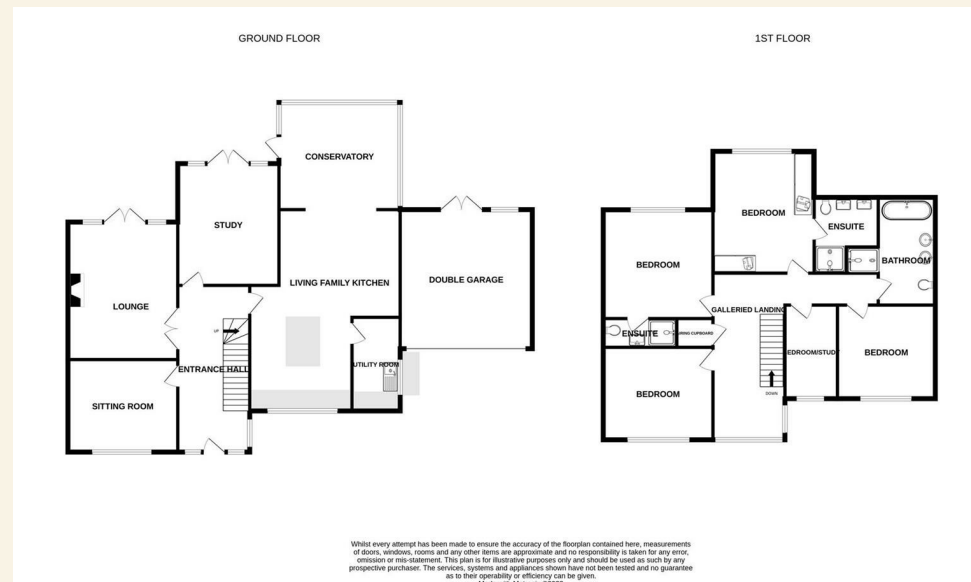 GROUND FLOOR
1ST FLOOR
CONSERVATORY
STUDY
LIVING FAMILY KITCHEN
DOUBLE GARAGE
LOUNGE
UP
ENTRANCE HALL
UTILITY ROOM
SITTING ROOM
BEDROOM
ENSUITE
BATHROOM
BEDROOM
GALLERIED LANDING
ENSUITE
CUPBOARD
BEDROOM/STUDY
BEDROOM
BEDROOM
DOWN
Whilst every attempt has been made to ensure the accuracy of the floorplan contained here, measurements
of doors, windows, rooms and any other items are approximate and no responsibility is taken for any error,
omission or mis-statement. This plan is for illustrative purposes only and should be used as such by any
prospective purchaser. The services, systems and appliances shown have not been tested and no guarantee
as to their operability or efficiency can be given.